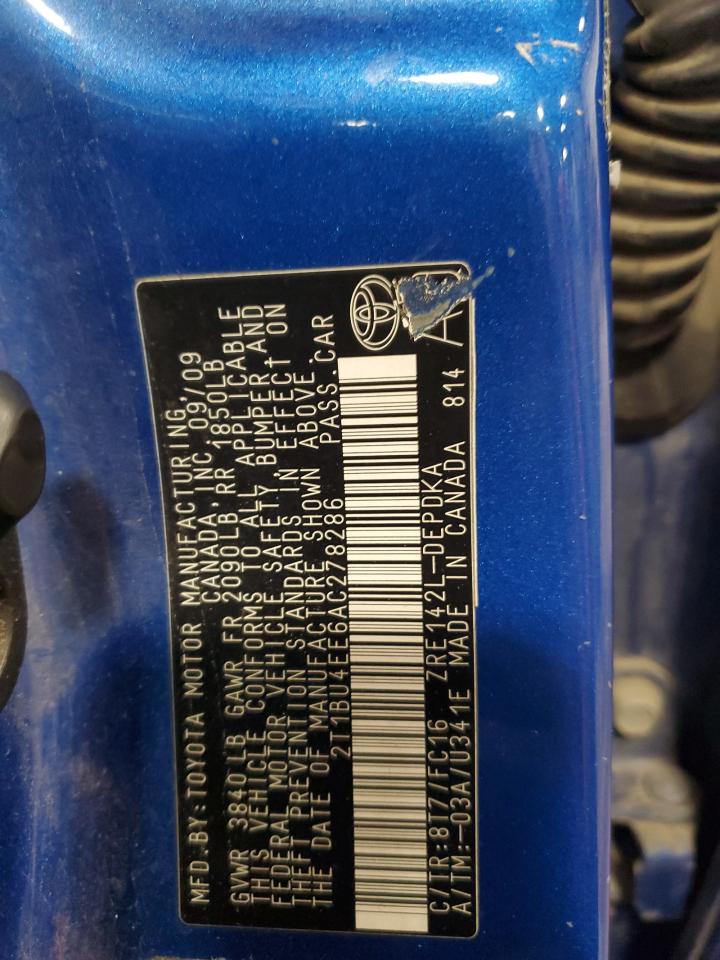 MFD.BY:TOYOTA MOTOR MANUFACTURING,
CANADA,INC. 09/09
GVWR 3840 LB GAWR FR 2090LB RR 1850LB
THIS VEHICLE CONFORMS TO ALL APPLICABLE
FEDERAL MOTOR VEHICLE SAFETY, BUMPER,AND
THEFT PREVENTION STANDARDS IN EFFECT ON
THE DATE OF MANUFACTURE SHOWN ABOVE.
2T1BU4EE6AC278286 PASS.CAR
C/TR:8T7/FC16 ZRE142L-DEPDKA
A/TM:-03A/U341E MADE IN CANADA 814